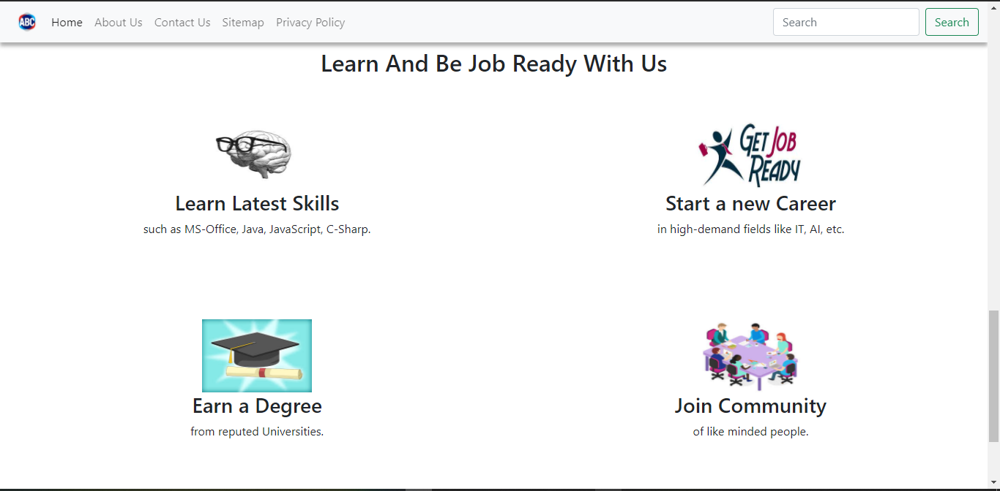 ABC Home About Us Contact Us Sitemap Privacy Policy Search Search
Learn And Be Job Ready With Us
GET JOB
READY
Learn Latest Skills
such as MS-Office, Java, JavaScript, C-Sharp.
Start a new Career
in high-demand fields like IT, AI, etc.
Earn a Degree
from reputed Universities.
Join Community
of like minded people.